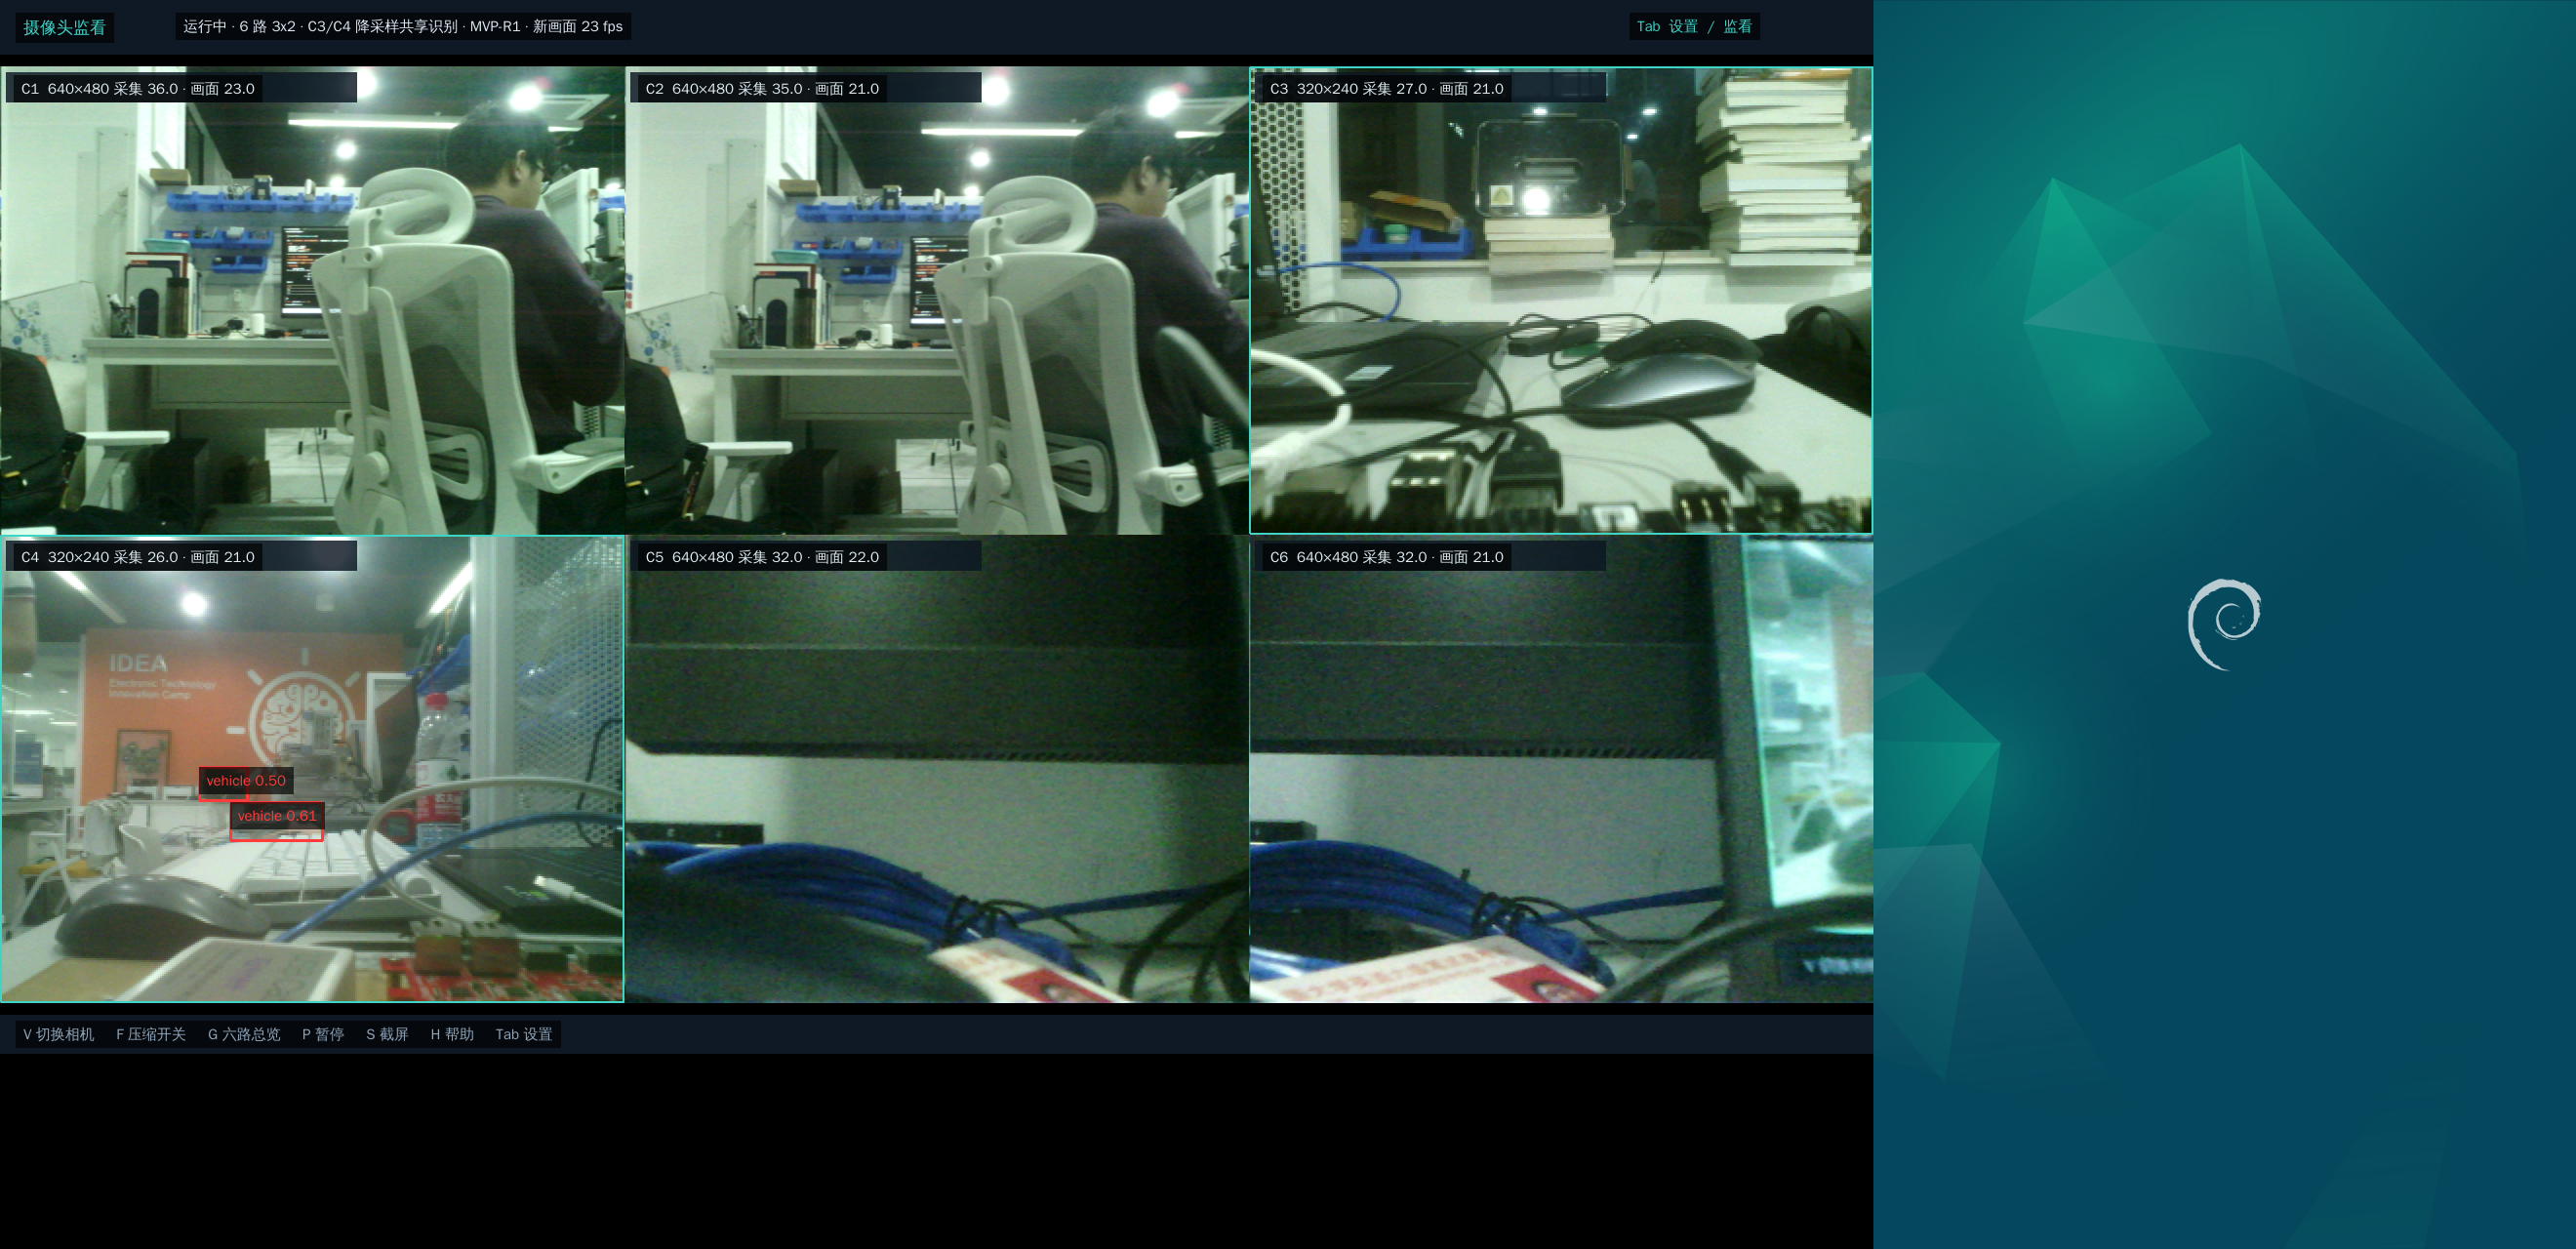 摄像头监看
运行中 · 6 路 3x2 · C3/C4 降采样共享识别 · MVP-R1 · 新画面 23 fps
Tab 设置 / 监看
C1 640×480 采集 36.0 · 画面 23.0
C2 640×480 采集 35.0 · 画面 21.0
C3 320×240 采集 27.0 · 画面 21.0
C4 320×240 采集 26.0 · 画面 21.0
C5 640×480 采集 32.0 · 画面 22.0
C6 640×480 采集 32.0 · 画面 21.0
IDEA
Electronic Technology
Innovation Camp
vehicle 0.50
vehicle 0.61
V 切换相机 F 压缩开关 G 六路总览 P 暂停 S 截屏 H 帮助 Tab 设置